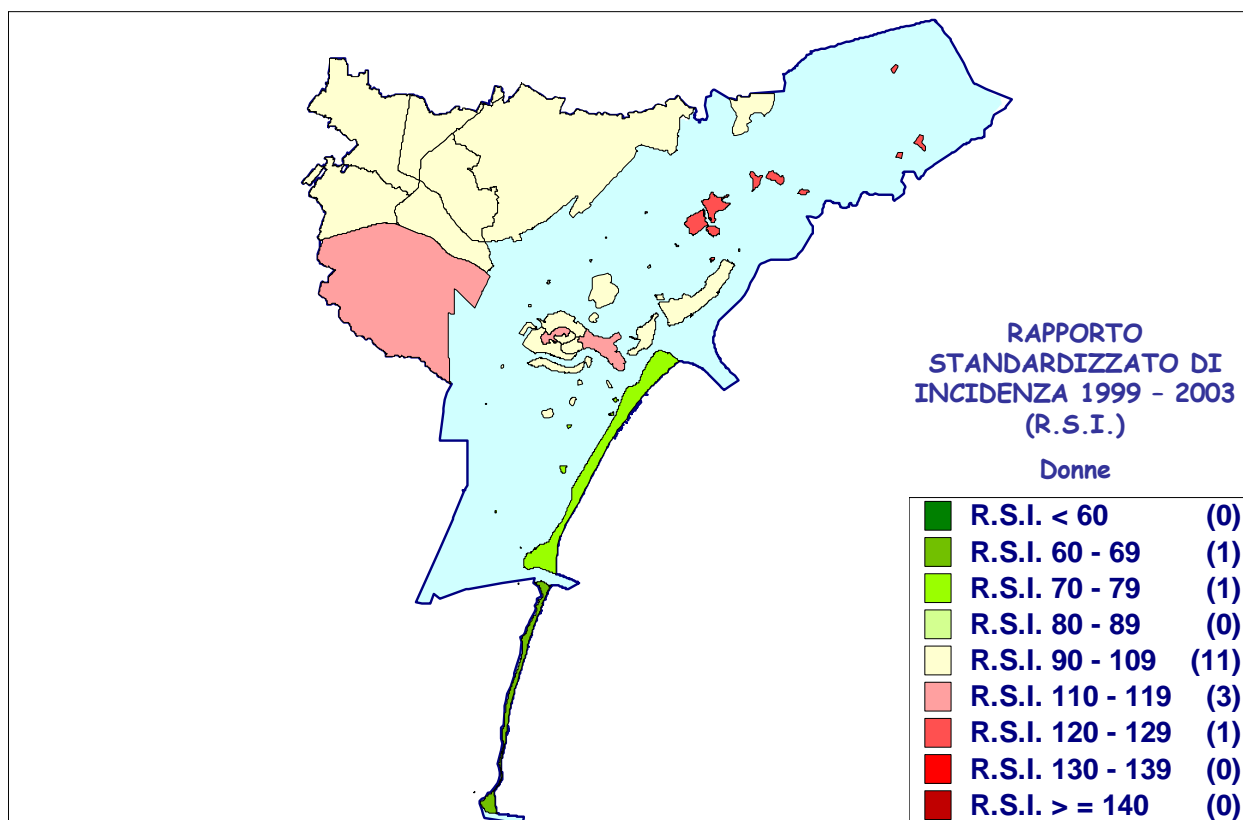 RAPPORTO
STANDARDIZZATO DI
INCIDENZA 1999 – 2003
(R.S.I.)
Donne
R.S.I. < 60 (0)
R.S.I. 60 - 69 (1)
R.S.I. 70 - 79 (1)
R.S.I. 80 - 89 (0)
R.S.I. 90 - 109 (11)
R.S.I. 110 - 119 (3)
R.S.I. 120 - 129 (1)
R.S.I. 130 - 139 (0)
R.S.I. > = 140 (0)